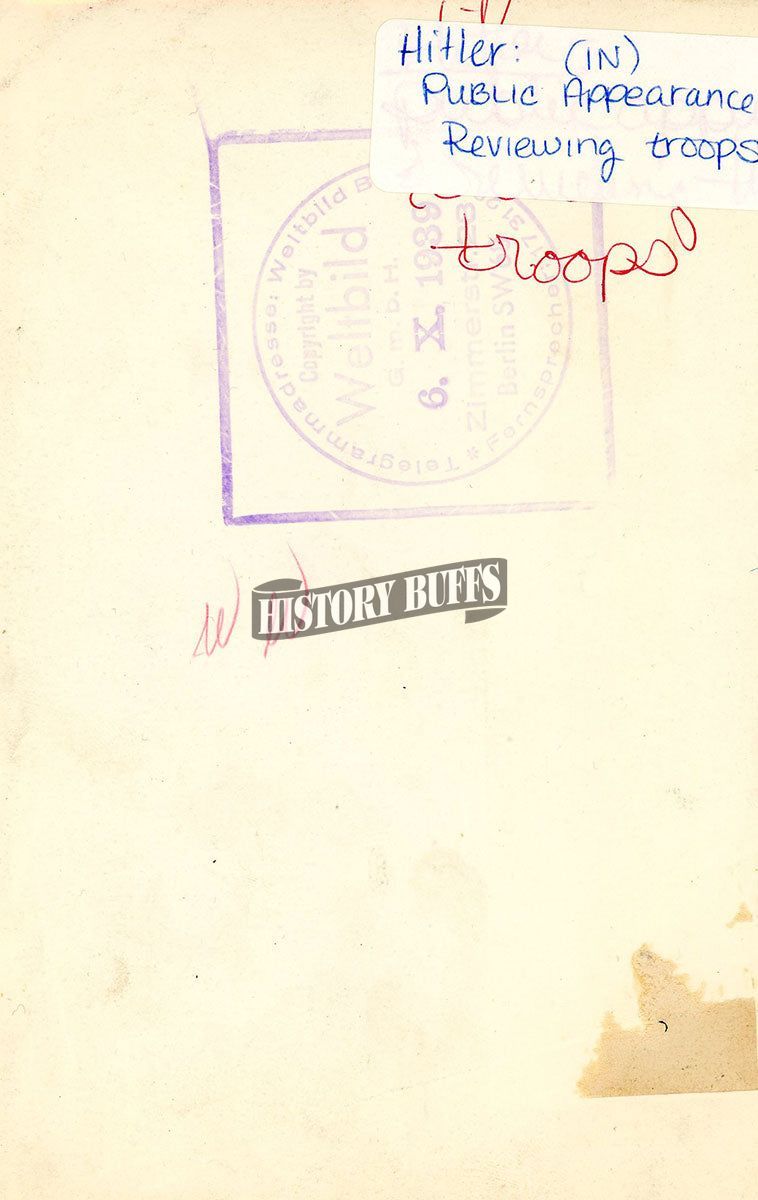 Hitler: (IN)
Public Appearance
Reviewing troops
troops
Telegrammadresse: Weltbild
Copyright by
Weltbild
G. m. b. H.
6. X. 1939
Berlin SW
* Fernsprecher
HISTORY BUFFS